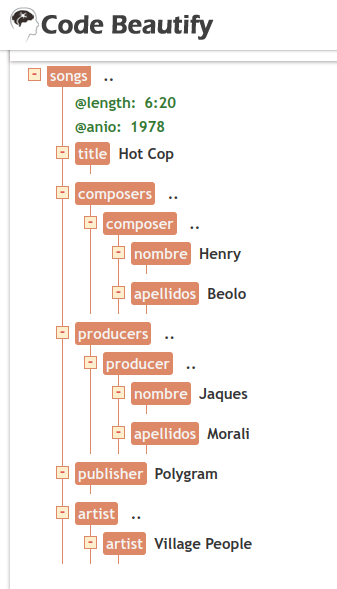 Code Beautify
songs ..
@length: 6:20
@anio: 1978
title Hot Cop
composers ..
composer ..
nombre Henry
apellidos Beolo
producers ..
producer ..
nombre Jaques
apellidos Morali
publisher Polygram
artist ..
artist Village People